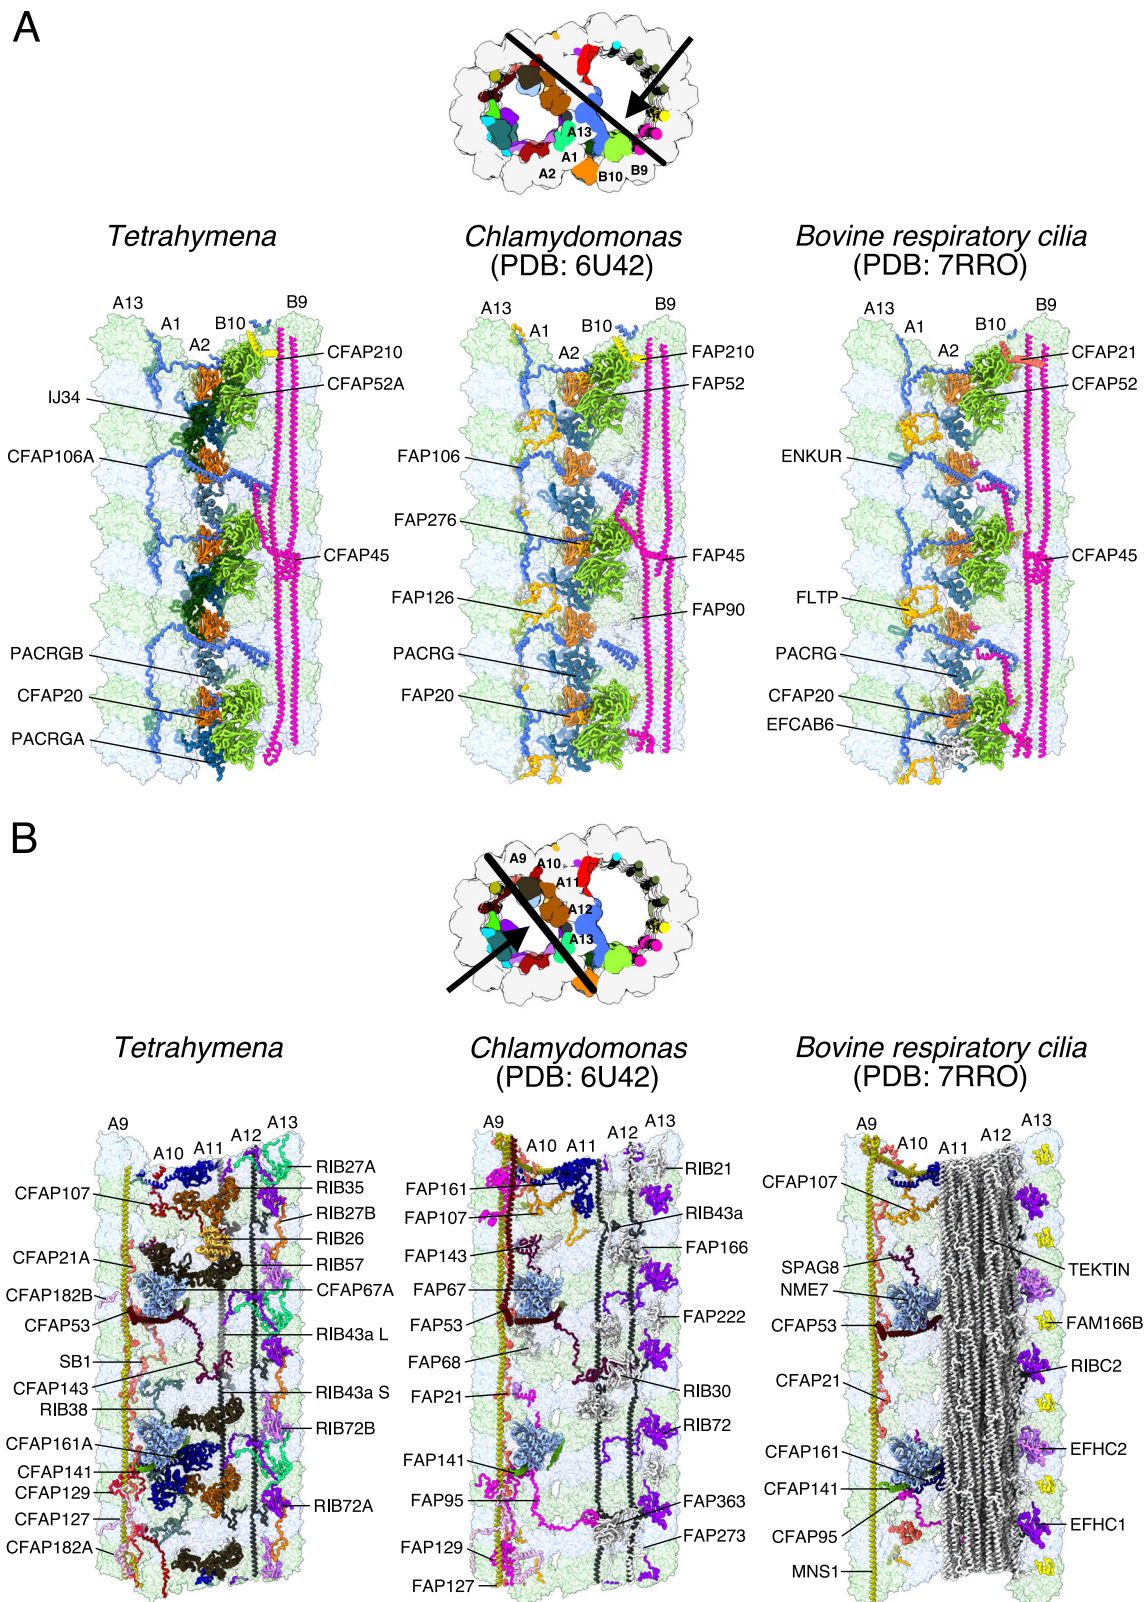 A
A13
A1
A2
B10
B9
Tetrahymena
Chlamydomonas
(PDB: 6U42)
Bovine respiratory cilia
(PDB: 7RRO)
A13
A1
A2
B10
B9
CFAP210
CFAP52A
IJ34
CFAP106A
CFAP45
PACRGB
CFAP20
PACRGA
A13
A1
A2
B10
B9
FAP210
FAP52
FAP106
FAP276
FAP45
FAP126
FAP90
PACRG
FAP20
A13
A1
A2
B10
B9
CFAP21
CFAP52
ENKUR
CFAP45
FLTP
PACRG
CFAP20
EFCAB6
B
A9
A10
A11
A12
A13
Tetrahymena
Chlamydomonas
(PDB: 6U42)
Bovine respiratory cilia
(PDB: 7RRO)
A9
A10
A11
A12
A13
RIB27A
RIB35
CFAP107
RIB27B
RIB26
CFAP21A
RIB57
CFAP182B
CFAP67A
CFAP53
RIB43a L
SB1
CFAP143
RIB43a S
RIB38
RIB72B
CFAP161A
CFAP141
CFAP129
RIB72A
CFAP127
CFAP182A
A9
A10
A11
A12
A13
RIB21
FAP161
FAP107
RIB43a
FAP143
FAP166
FAP67
FAP53
FAP222
FAP68
FAP21
RIB30
RIB72
FAP141
FAP95
FAP363
FAP129
FAP273
FAP127
A9
A10
A11
A12
A13
CFAP107
SPAG8
TEKTIN
NME7
CFAP53
FAM166B
RIBC2
CFAP21
CFAP161
EFHC2
CFAP141
CFAP95
EFHC1
MNS1